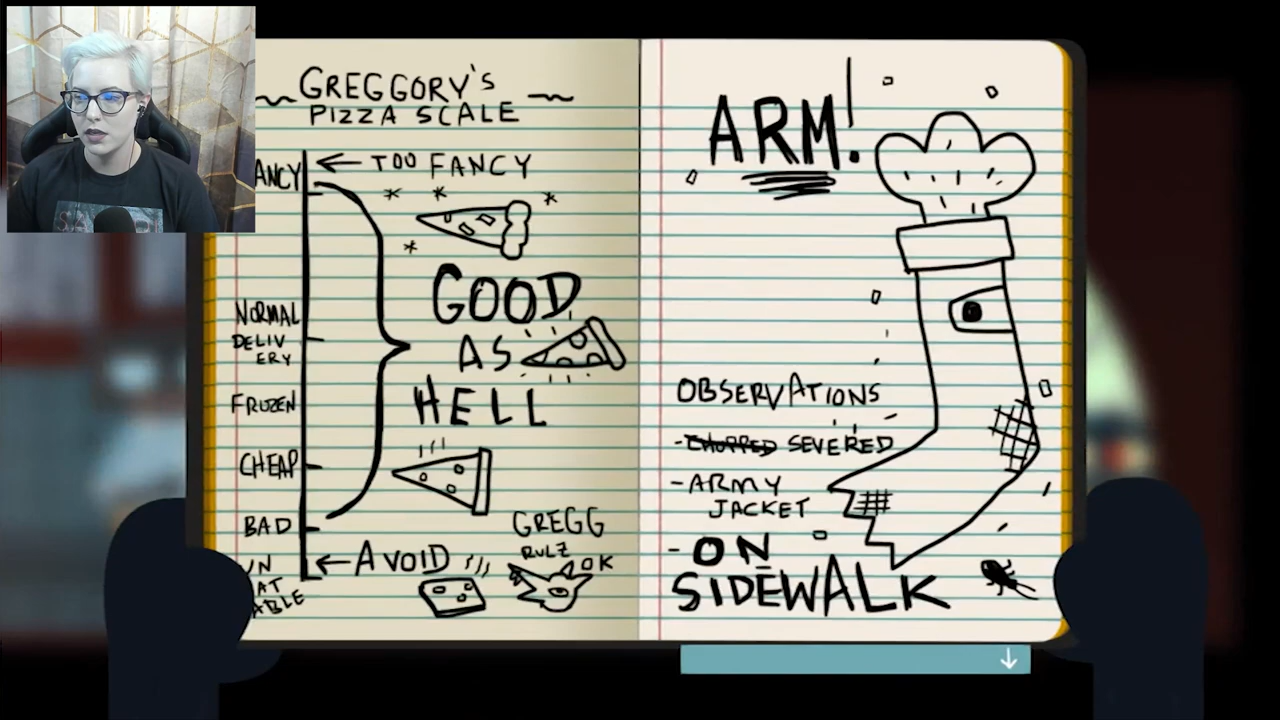 GREGGORY'S
PIZZA SCALE
ANCY
TOO FANCY
GOOD
AS
HELL
NORMAL
DELIV
ERY
FROZEN
CHEAP
BAD
AVOID
GREGG
RULZ
OK
ARM!
OBSERVATIONS
- CHOPPED SEVERED
- ARMY
JACKET
- ON
SIDEWALK